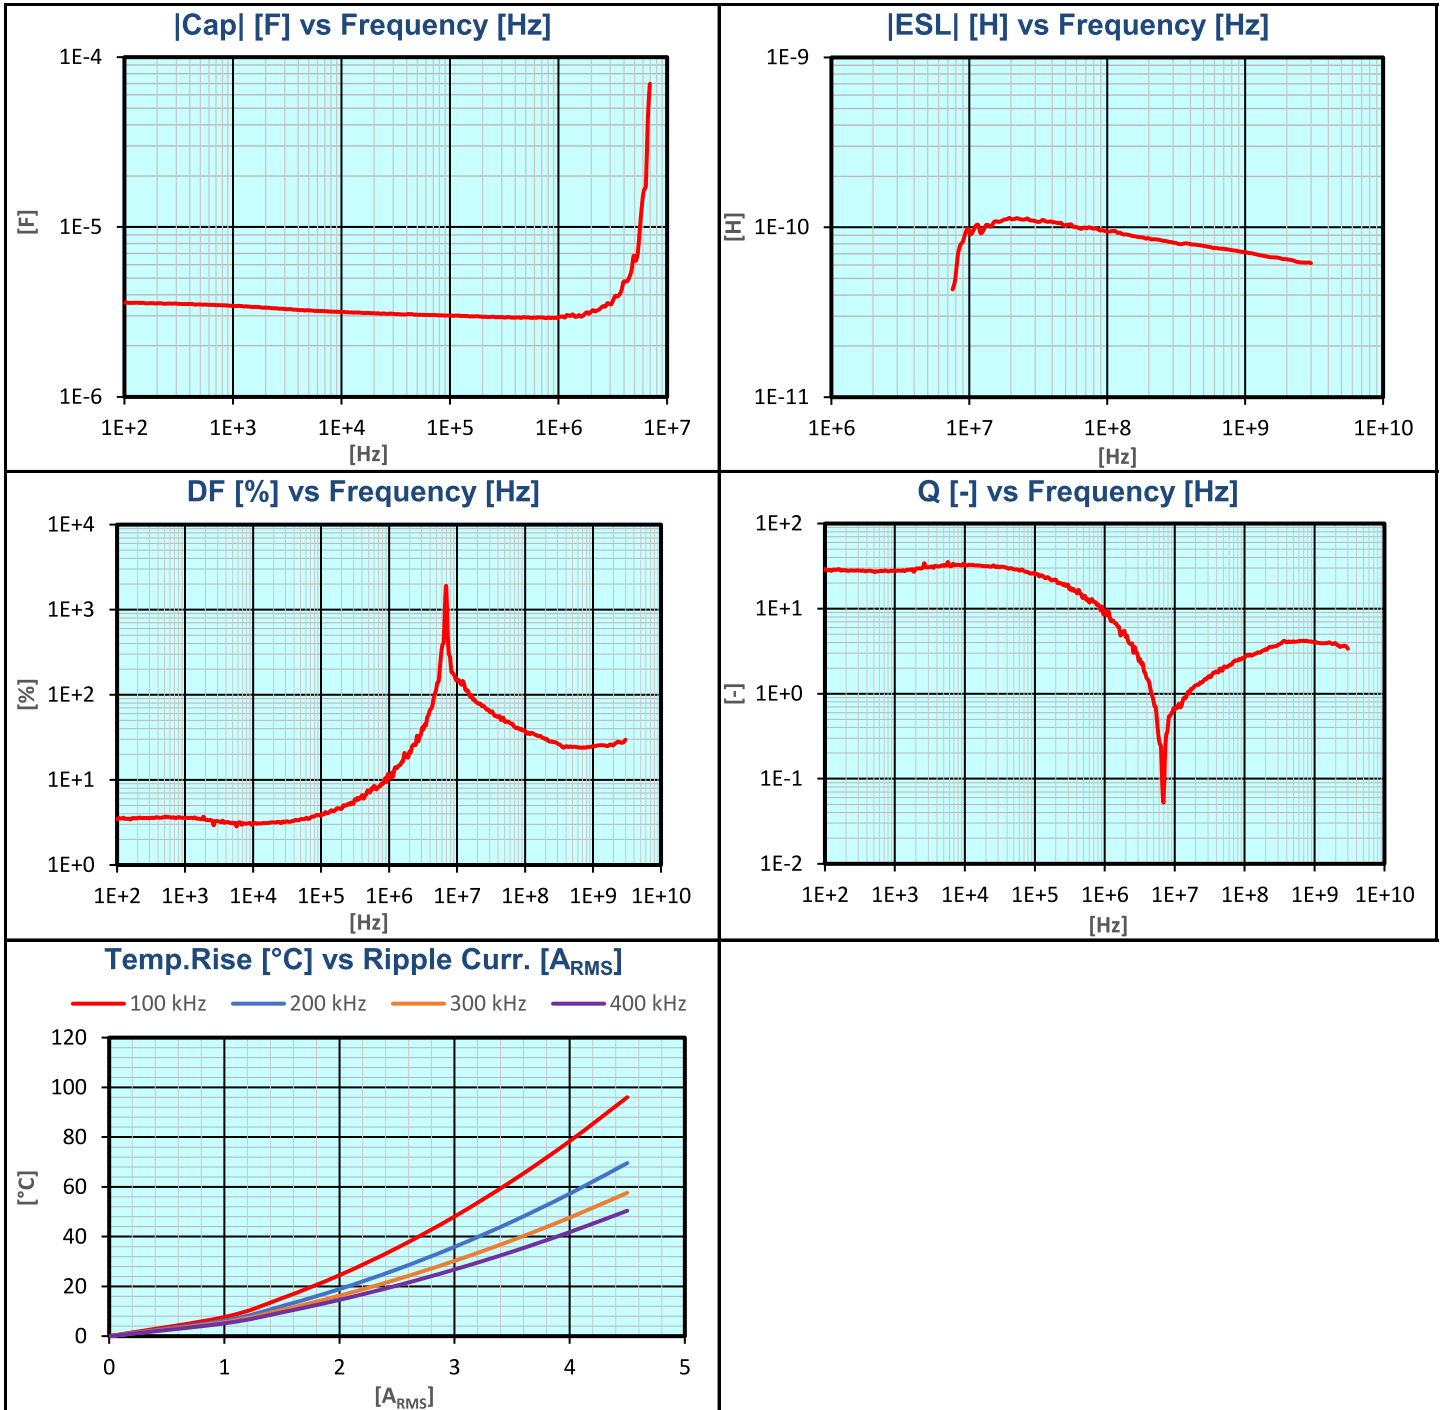 |Cap| [F] vs Frequency [Hz]
1E-4
1E-5
1E-6
[F]
1E+2 1E+3 1E+4 1E+5 1E+6 1E+7
[Hz]
|ESL| [H] vs Frequency [Hz]
1E-9
1E-10
1E-11
[H]
1E+6 1E+7 1E+8 1E+9 1E+10
[Hz]
DF [%] vs Frequency [Hz]
1E+4
1E+3
1E+2
1E+1
1E+0
[%]
1E+2 1E+3 1E+4 1E+5 1E+6 1E+7 1E+8 1E+9 1E+10
[Hz]
Q [-] vs Frequency [Hz]
1E+2
1E+1
1E+0
1E-1
1E-2
[-]
1E+2 1E+3 1E+4 1E+5 1E+6 1E+7 1E+8 1E+9 1E+10
[Hz]
Temp.Rise [°C] vs Ripple Curr. [ARMS]
100 kHz 200 kHz 300 kHz 400 kHz
120
100
80
60
40
20
0
[°C]
0 1 2 3 4 5
[ARMS]